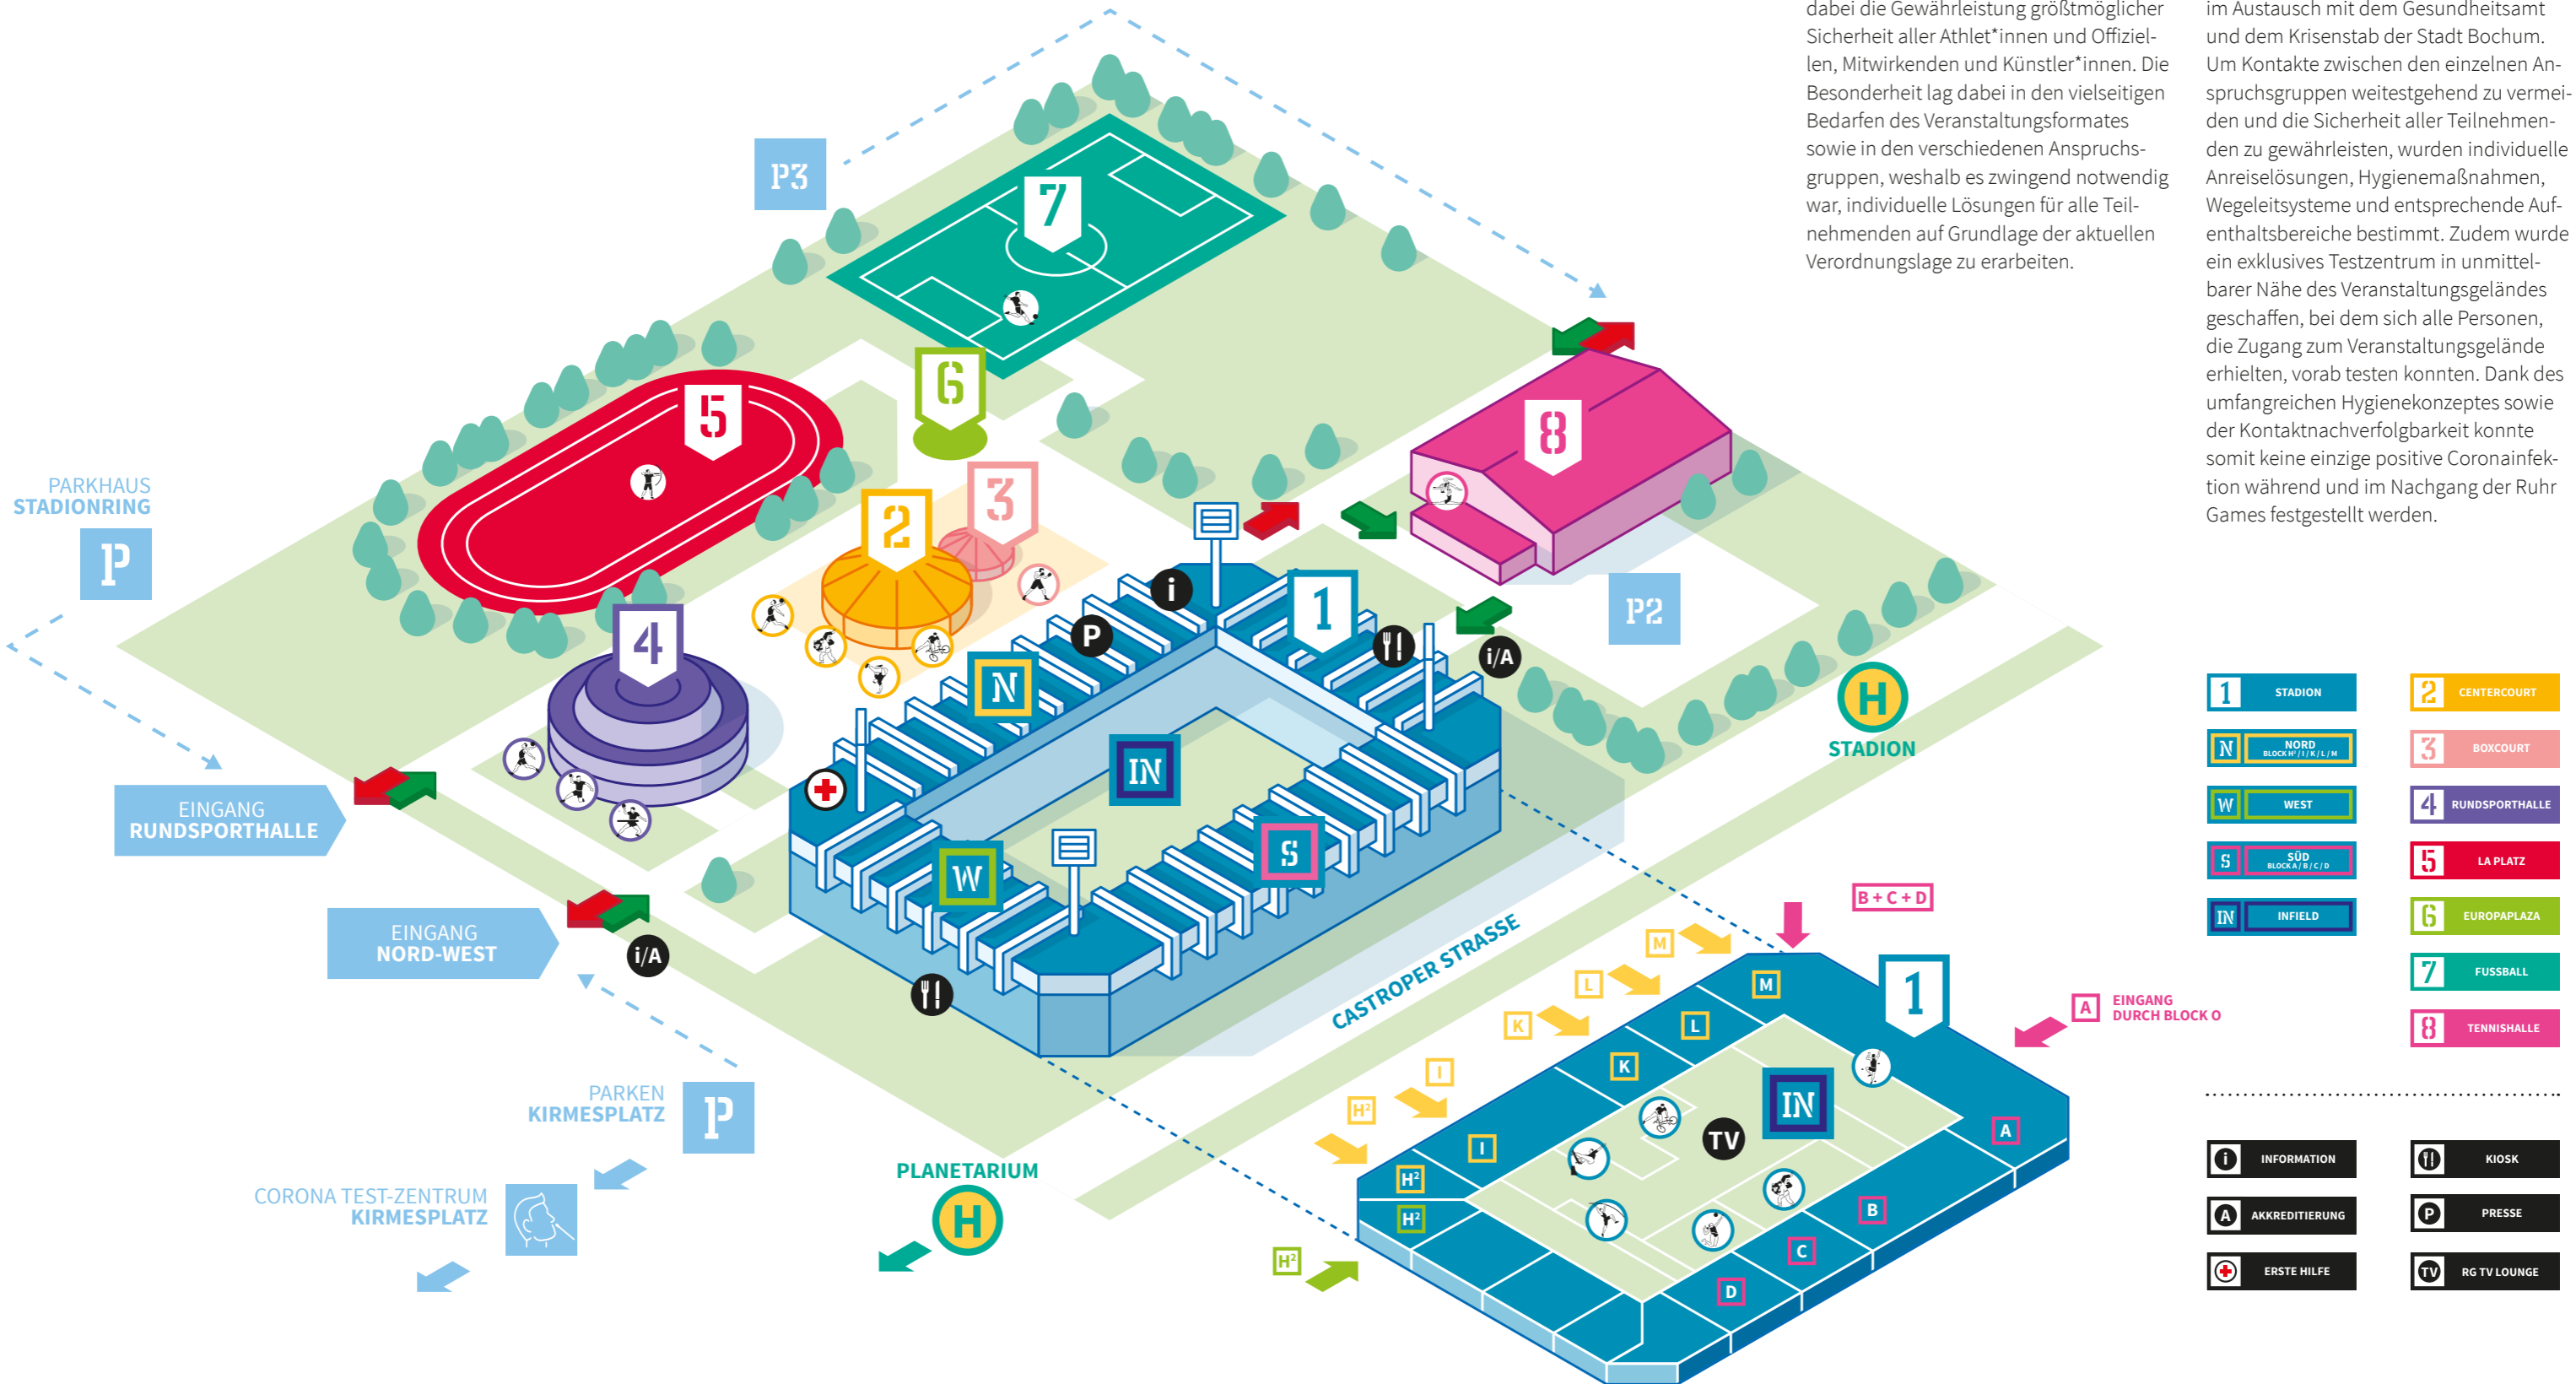 dabei die Gewährleistung größtmöglicher
Sicherheit aller Athlet*innen und Offiziel-
len, Mitwirkenden und Künstler*innen. Die
Besonderheit lag dabei in den vielseitigen
Bedarfen des Veranstaltungsformates
sowie in den verschiedenen Anspruchs-
gruppen, weshalb es zwingend notwendig
war, individuelle Lösungen für alle Teil-
nehmenden auf Grundlage der aktuellen
Verordnungslage zu erarbeiten.
im Austausch mit dem Gesundheitsamt
und dem Krisenstab der Stadt Bochum.
Um Kontakte zwischen den einzelnen An-
spruchsgruppen weitestgehend zu vermei-
den und die Sicherheit aller Teilnehmen-
den zu gewährleisten, wurden individuelle
Anreiselösungen, Hygienemaßnahmen,
Wegeleitsysteme und entsprechende Auf-
enthaltsbereiche bestimmt. Zudem wurde
ein exklusives Testzentrum in unmittel-
barer Nähe des Veranstaltungsgeländes
geschaffen, bei dem sich alle Personen,
die Zugang zum Veranstaltungsgelände
erhielten, vorab testen konnten. Dank des
umfangreichen Hygienekonzeptes sowie
der Kontaktnachverfolgbarkeit konnte
somit keine einzige positive Coronainfek-
tion während und im Nachgang der Ruhr
Games festgestellt werden.
P3
7
6
5
8
3
2
PARKHAUS
STADIONRING
P
i
1
P
i/A
P2
4
N
H
STADION
IN
EINGANG
RUNDSPORTHALLE
S
W
EINGANG
NORD-WEST
i/A
CASTROPER STRASSE
B + C + D
M
L
K
I
H²
M
L
K
I
H²
H²
H²
1
A
EINGANG
DURCH BLOCK O
IN
TV
A
B
C
D
PARKEN
KIRMESPLATZ
P
CORONA TEST-ZENTRUM
KIRMESPLATZ
PLANETARIUM
H
1 STADION
N NORD
BLOCK H² / I / K / L / M
W WEST
S SÜD
BLOCK A / B / C / D
IN INFIELD
2 CENTERCOURT
3 BOXCOURT
4 RUNDSPORTHALLE
5 LA PLATZ
6 EUROPAPLAZA
7 FUSSBALL
8 TENNISHALLE
i INFORMATION
A AKKREDITIERUNG
ERSTE HILFE
KIOSK
P PRESSE
TV RG TV LOUNGE